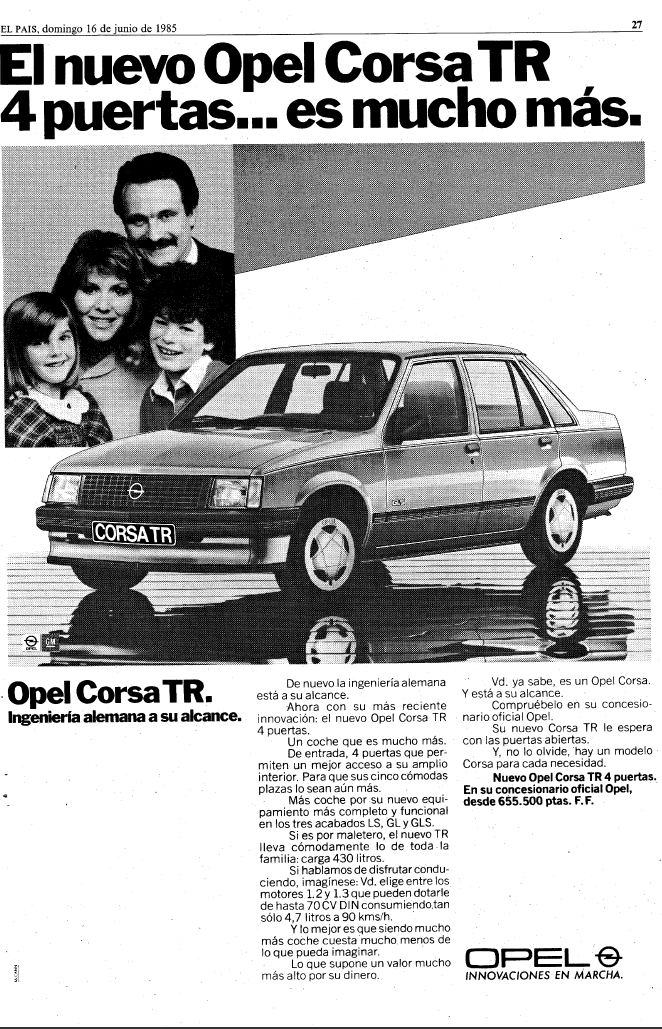 EL PAIS, domingo 16 de junio de 1985
27
El nuevo Opel Corsa TR
4 puertas... es mucho más.
CORSA TR
OPEL
GM
Opel Corsa TR.
Ingeniería alemana a su alcance.
De nuevo la ingeniería alemana
está a su alcance.
Ahora con su más reciente
innovación: el nuevo Opel Corsa TR
4 puertas.
Un coche que es mucho más.
De entrada, 4 puertas que per-
miten un mejor acceso a su amplio
interior. Para que sus cinco cómodas
plazas lo sean aún más.
Más coche por su nuevo equi-
pamiento más completo y funcional
en los tres acabados LS, GL y GLS.
Si es por maletero, el nuevo TR
lleva cómodamente lo de toda la
familia: carga 430 litros.
Si hablamos de disfrutar condu-
ciendo, imagínese: Vd. elige entre los
motores 1.2 y 1.3 que pueden dotarle
de hasta 70 CV DIN consumiendo tan
sólo 4,7 litros a 90 kms/h.
Y lo mejor es que siendo mucho
más coche cuesta mucho menos de
lo que pueda imaginar.
Lo que supone un valor mucho
más alto por su dinero.
Vd. ya sabe, es un Opel Corsa.
Y está a su alcance.
Compruébelo en su concesio-
nario oficial Opel.
Su nuevo Corsa TR le espera
con las puertas abiertas.
Y, no lo olvide, hay un modelo
Corsa para cada necesidad.
Nuevo Opel Corsa TR 4 puertas.
En su concesionario oficial Opel,
desde 655.500 ptas. F.F.
OPEL
INNOVACIONES EN MARCHA.